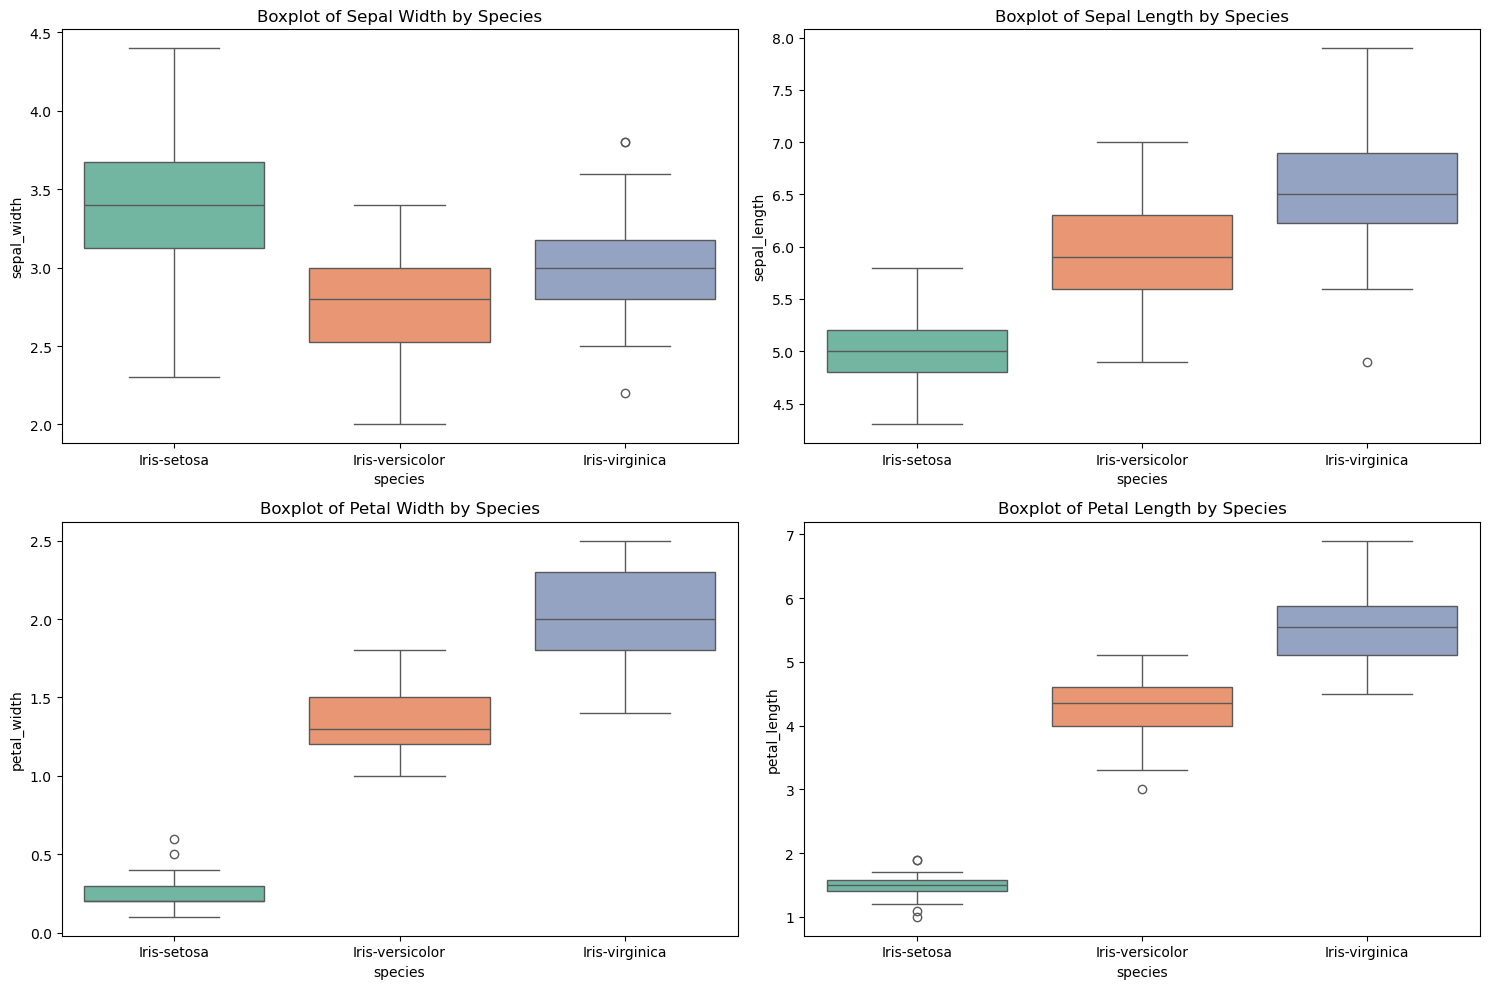 Boxplot of Sepal Width by Species
sepal_width
4.5
4.0
3.5
3.0
2.5
2.0
Iris-setosa Iris-versicolor Iris-virginica
species
Boxplot of Sepal Length by Species
sepal_length
8.0
7.5
7.0
6.5
6.0
5.5
5.0
4.5
Iris-setosa Iris-versicolor Iris-virginica
species
Boxplot of Petal Width by Species
petal_width
2.5
2.0
1.5
1.0
0.5
0.0
Iris-setosa Iris-versicolor Iris-virginica
species
Boxplot of Petal Length by Species
petal_length
7
6
5
4
3
2
1
Iris-setosa Iris-versicolor Iris-virginica
species